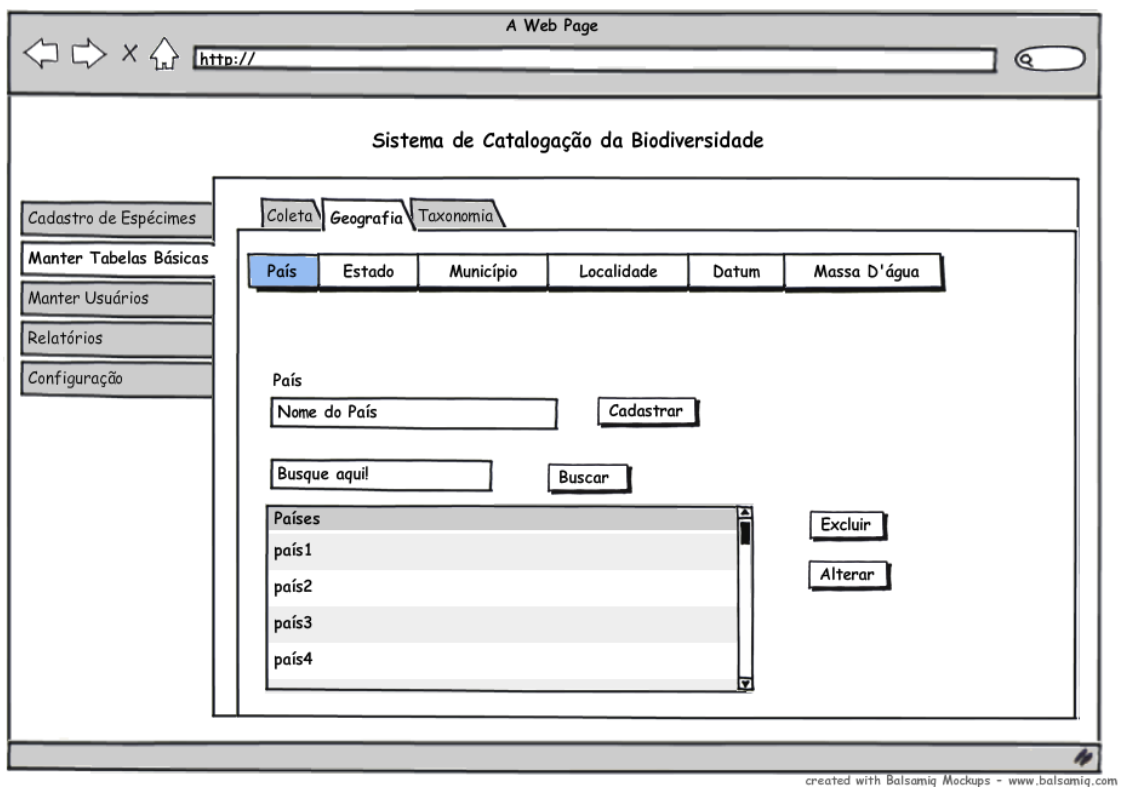 A Web Page
http://
Sistema de Catalogação da Biodiversidade
Cadastro de Espécimes
Manter Tabelas Básicas
Manter Usuários
Relatórios
Configuração
Coleta Geografia Taxonomia
País Estado Município Localidade Datum Massa D'água
País
Nome do País Cadastrar
Busque aqui! Buscar
Países
país1
país2
país3
país4
Excluir
Alterar
created with Balsamiq Mockups - www.balsamiq.com